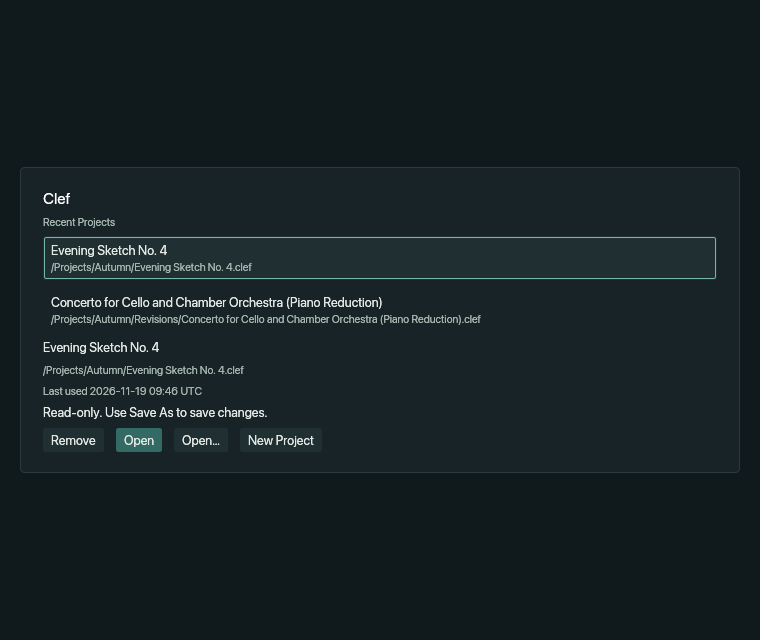 Clef
Recent Projects
Evening Sketch No. 4
/Projects/Autumn/Evening Sketch No. 4.clef
Concerto for Cello and Chamber Orchestra (Piano Reduction)
/Projects/Autumn/Revisions/Concerto for Cello and Chamber Orchestra (Piano Reduction).clef
Evening Sketch No. 4
/Projects/Autumn/Evening Sketch No. 4.clef
Last used 2026-11-19 09:46 UTC
Read-only. Use Save As to save changes.
Remove Open Open... New Project